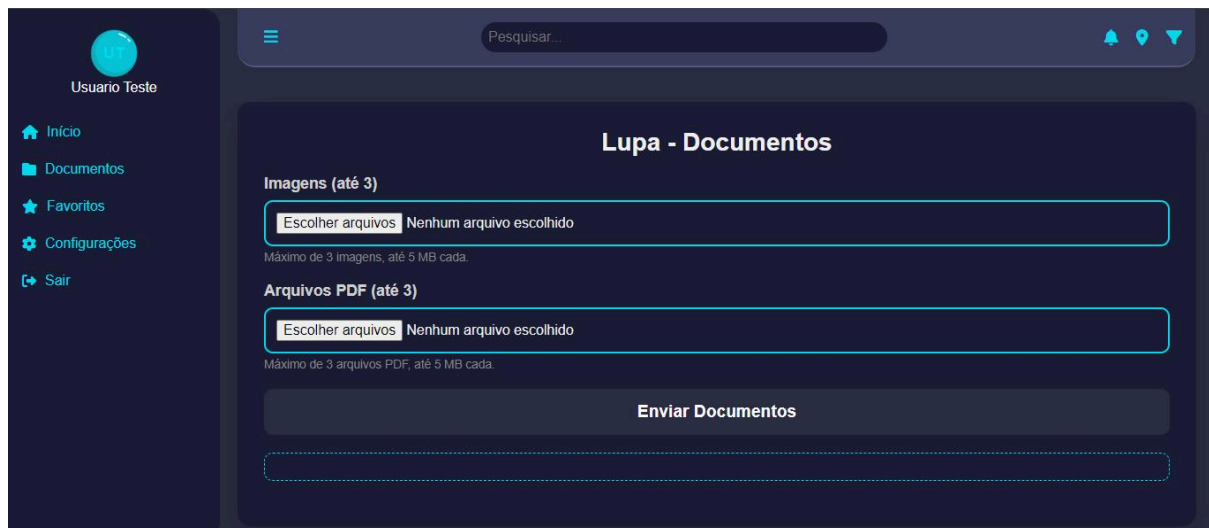 UT
Usuario Teste
Início
Documentos
Favoritos
Configurações
Sair
Pesquisar...
Lupa - Documentos
Imagens (até 3)
Escolher arquivos Nenhum arquivo escolhido
Máximo de 3 imagens, até 5 MB cada.
Arquivos PDF (até 3)
Escolher arquivos Nenhum arquivo escolhido
Máximo de 3 arquivos PDF, até 5 MB cada.
Enviar Documentos